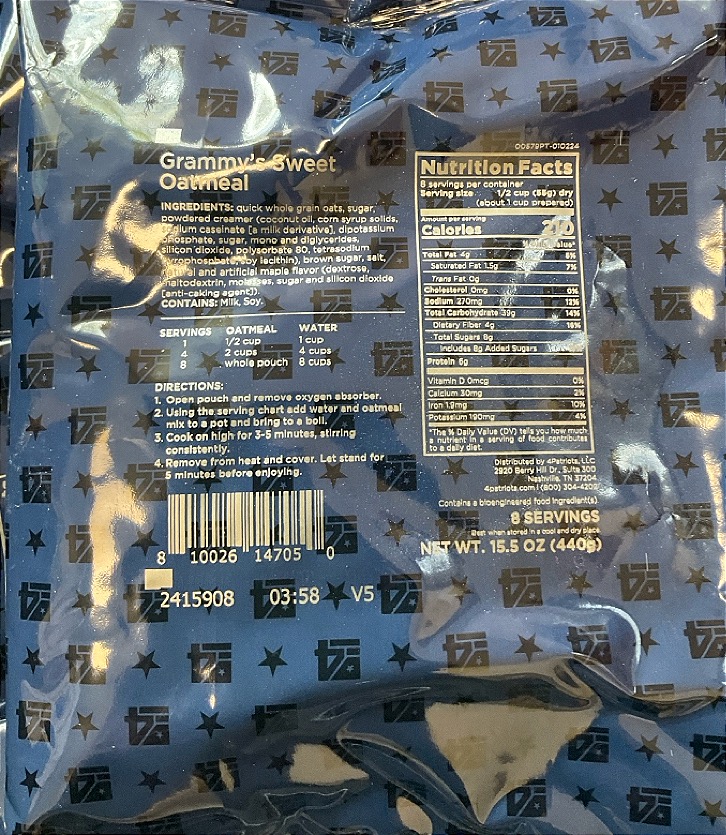 Grammy's Sweet
Oatmeal
INGREDIENTS: quick whole grain oats, sugar,
powdered creamer (coconut oil, corn syrup solids,
sodium caseinate [a milk derivative], dipotassium
phosphate, sugar, mono and diglycerides,
silicon dioxide, polysorbate 80, tetrasodium
pyrophosphate, soy lecithin), brown sugar, salt,
natural and artificial maple flavor (dextrose,
maltodextrin, molasses, sugar and silicon dioxide
[anti-caking agent]).
CONTAINS: Milk, Soy.
SERVINGS OATMEAL WATER
1 1/2 cup 1 cup
4 2 cups 4 cups
8 whole pouch 8 cups
DIRECTIONS:
1. Open pouch and remove oxygen absorber.
2. Using the serving chart add water and oatmeal
mix to a pot and bring to a boil.
3. Cook on high for 3-5 minutes, stirring
consistently.
4. Remove from heat and cover. Let stand for
5 minutes before enjoying.
8 10026 14705 0
2415908 03:58 V5
00579PT-010224
Nutrition Facts
8 servings per container
Serving size 1/2 cup (55g) dry
(about 1 cup prepared)
Amount per serving
Calories 210
Value*
Total Fat 4g 5%
Saturated Fat 1.5g 7%
Trans Fat 0g
Cholesterol 0mg 0%
Sodium 270mg 12%
Total Carbohydrate 39g 14%
Dietary Fiber 4g 16%
Total Sugars 8g
Includes 8g Added Sugars
Protein 6g
Vitamin D 0mcg 0%
Calcium 30mg 2%
Iron 1.9mg 10%
Potassium 190mg 4%
*The % Daily Value (DV) tells you how much
a nutrient in a serving of food contributes
to a daily diet.
Distributed by 4Patriots, LLC
2920 Berry Hill Dr., Suite 300
Nashville, TN 37204
4patriots.com | (800) 304-4202
Contains a bioengineered food ingredient(s)
8 SERVINGS
Best when stored in a cool and dry place
NET WT. 15.5 OZ (440g)